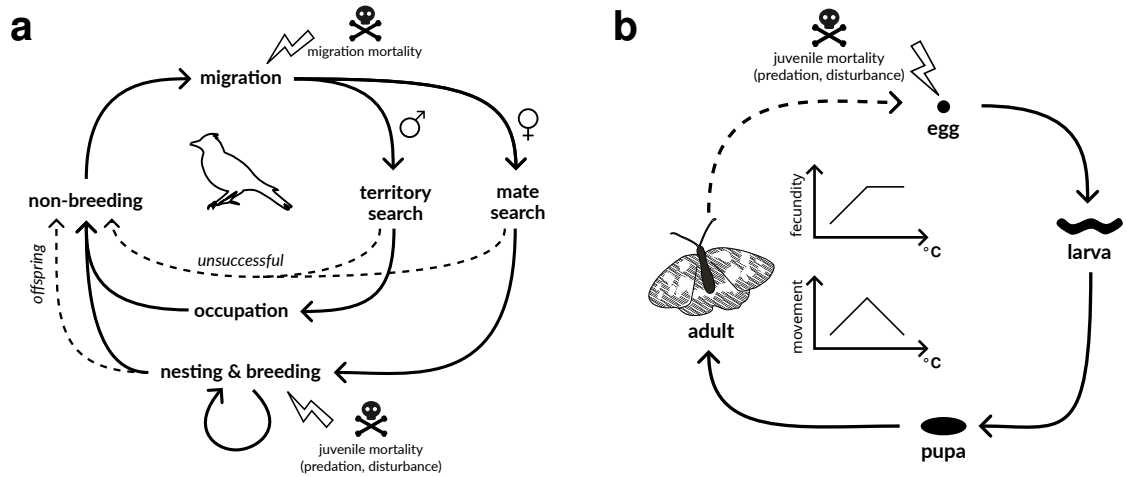 a
migration mortality
migration
♂
♀
non-breeding
territory
search
mate
search
unsuccessful
offspring
occupation
nesting & breeding
juvenile mortality
(predation, disturbance)
b
juvenile mortality
(predation, disturbance)
egg
fecundity
°C
larva
movement
°C
adult
pupa